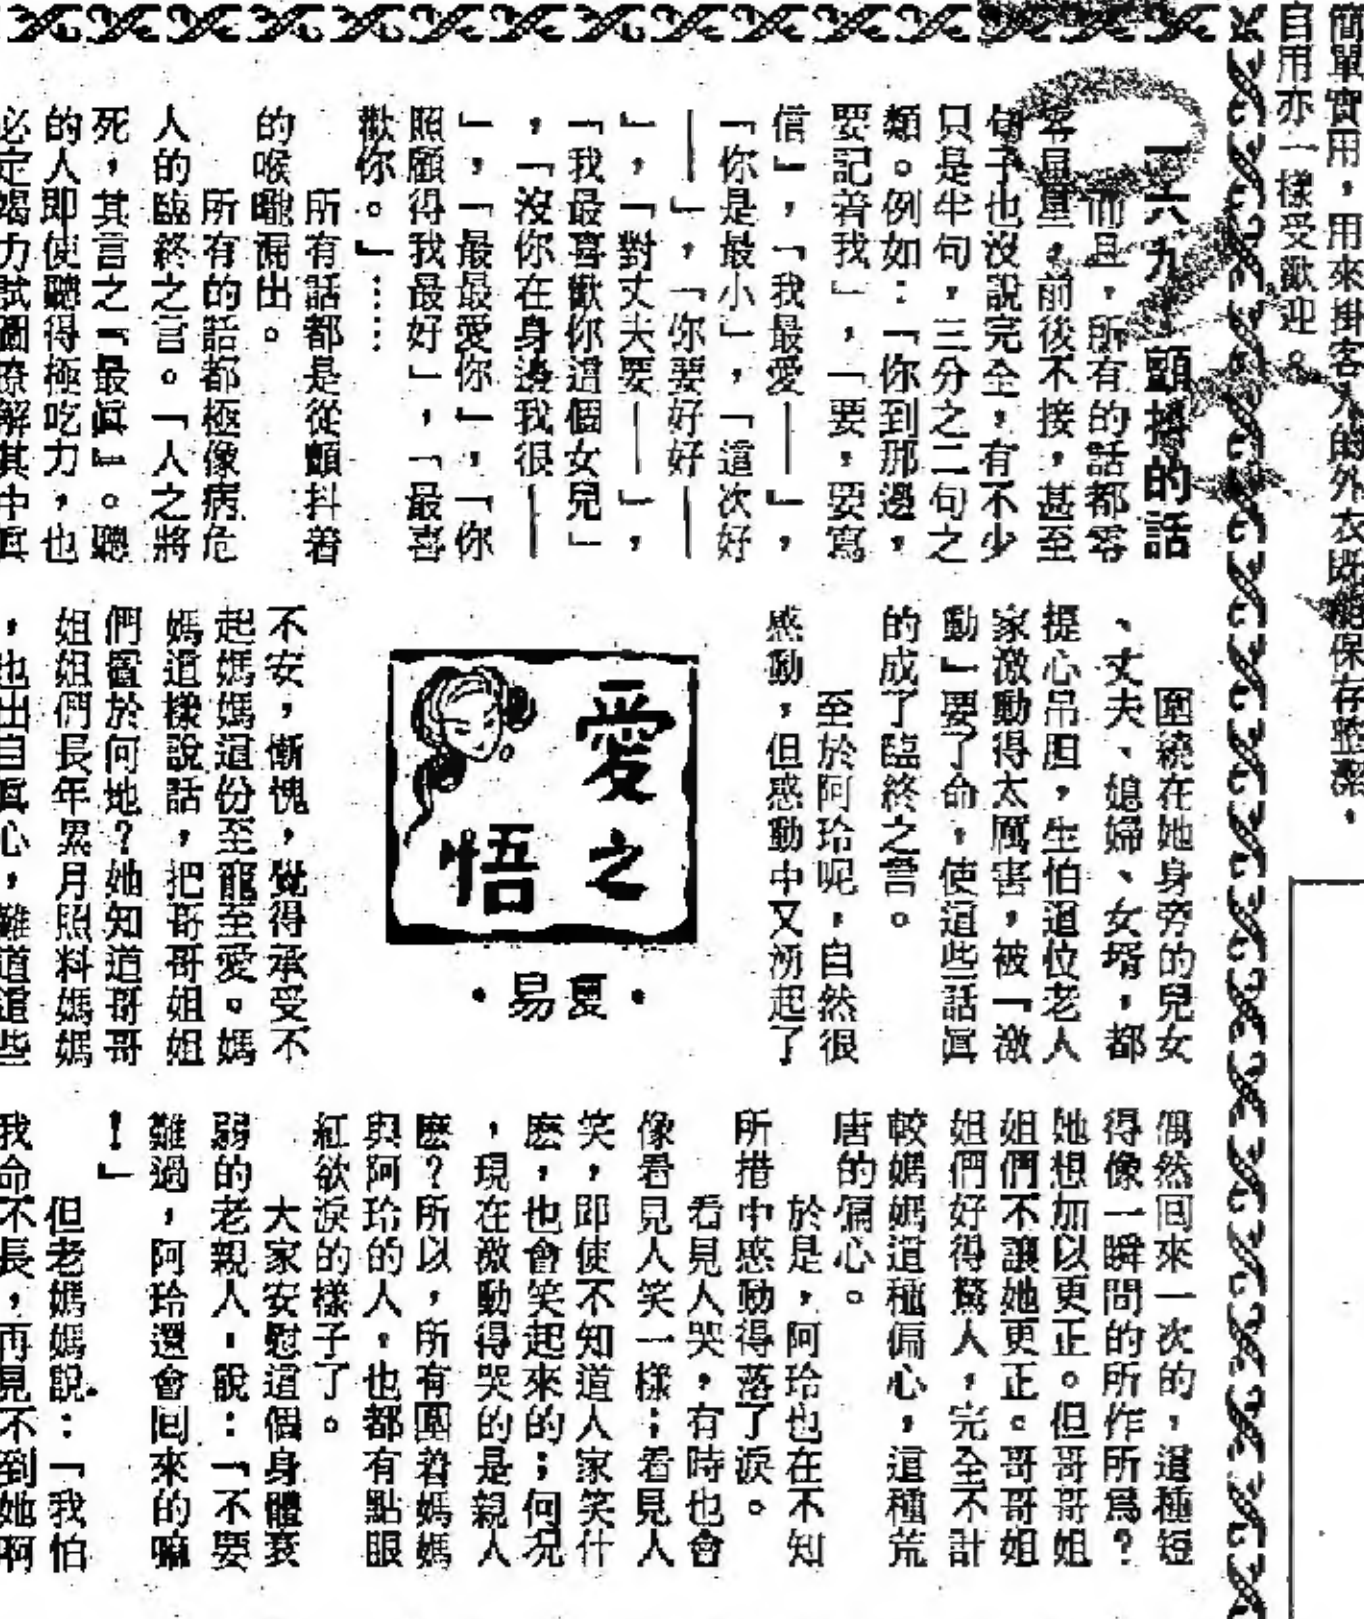 簡單實用，用來掛客人的外衣既能保存整潔，
自用亦一樣受歡迎。
一六九、顫抖的話
而且，所有的話都零
零星星，前後不接，甚至
句子也沒說完全，有不少
只是半句，三分之二句之
類。例如：「你到那邊，
要記着我」，「要，要寫
信」，「我最愛——」，
「你是最小」，「這次好
——」，「你要好好——
」，「對丈夫要——」，
「我最喜歡你這個女兒」
，「沒你在身邊我很——
」，「最最愛你」，「你
照顧得我最好」，「最喜
歡你。」……
所有話都是從顫抖着
的喉嚨漏出。
所有的話都極像病危
人的臨終之言。「人之將
死，其言之『最眞』。聽
的人即使聽得極吃力，也
必定竭力試圖瞭解其中眞
愛之悟
·易夏·
圍繞在她身旁的兒女
、丈夫、媳婦、女壻，都
提心吊胆，生怕這位老人
家激動得太厲害，被「激
動」要了命，使這些話眞
的成了臨終之言。
至於阿玲呢，自然很
感動，但感動中又湧起了
不安，慚愧，覺得承受不
起媽媽這份至寵至愛。媽
媽這樣說話，把哥哥姐姐
們置於何地？她知道哥哥
姐姐們長年累月照料媽媽
，也出自眞心，難道這些
偶然回來一次的，這種短
得像一瞬間的所作所爲？
她想加以更正。但哥哥姐
姐們不讓她更正。哥哥姐
姐們好得驚人，完全不計
較媽媽這種偏心，這種荒
唐的偏心。
於是，阿玲也在不知
所措中感動得落了淚。
看見人哭，有時也會
像看見人笑一樣；看見人
笑，即使不知道人家笑什
麽，也會笑起來的；何況
，現在激動得哭的是親人
麽？所以，所有圍着媽媽
與阿玲的人，也都有點眼
紅欲淚的樣子了。
大家安慰這個身體衰
弱的老親人，說：「不要
難過，阿玲還會回來的嘛
！」
但老媽媽說：「我怕
我命不長，再見不到她啊